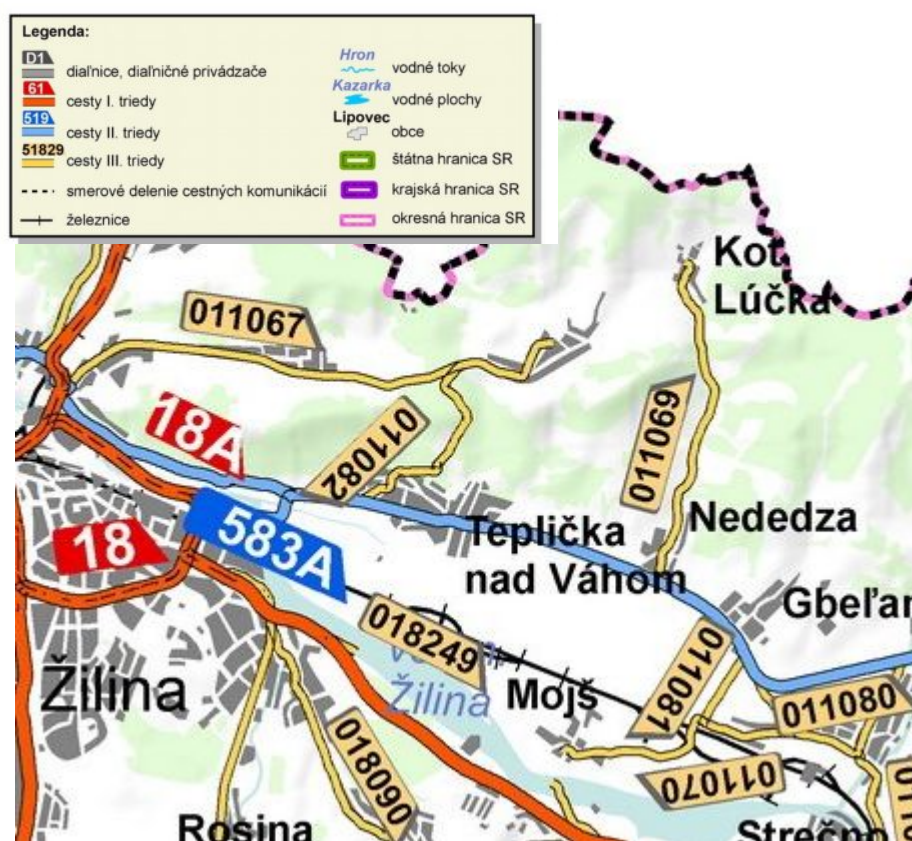 Legenda:
D1
diaľnice, diaľničné privádzače
61
cesty I. triedy
519
cesty II. triedy
51829
cesty III. triedy
smerové delenie cestných komunikácií
železnice
Hron
vodné toky
Kazarka
vodné plochy
Lipovec
obce
štátna hranica SR
krajská hranica SR
okresná hranica SR
Kot
Lúčka
011067
18A
011082
011069
583A
18
Teplička
nad Váhom
Nededza
Gbeľan
018249
Žilina
Žilina
Mojš
011081
011080
018090
011070
Rosina
Strečno